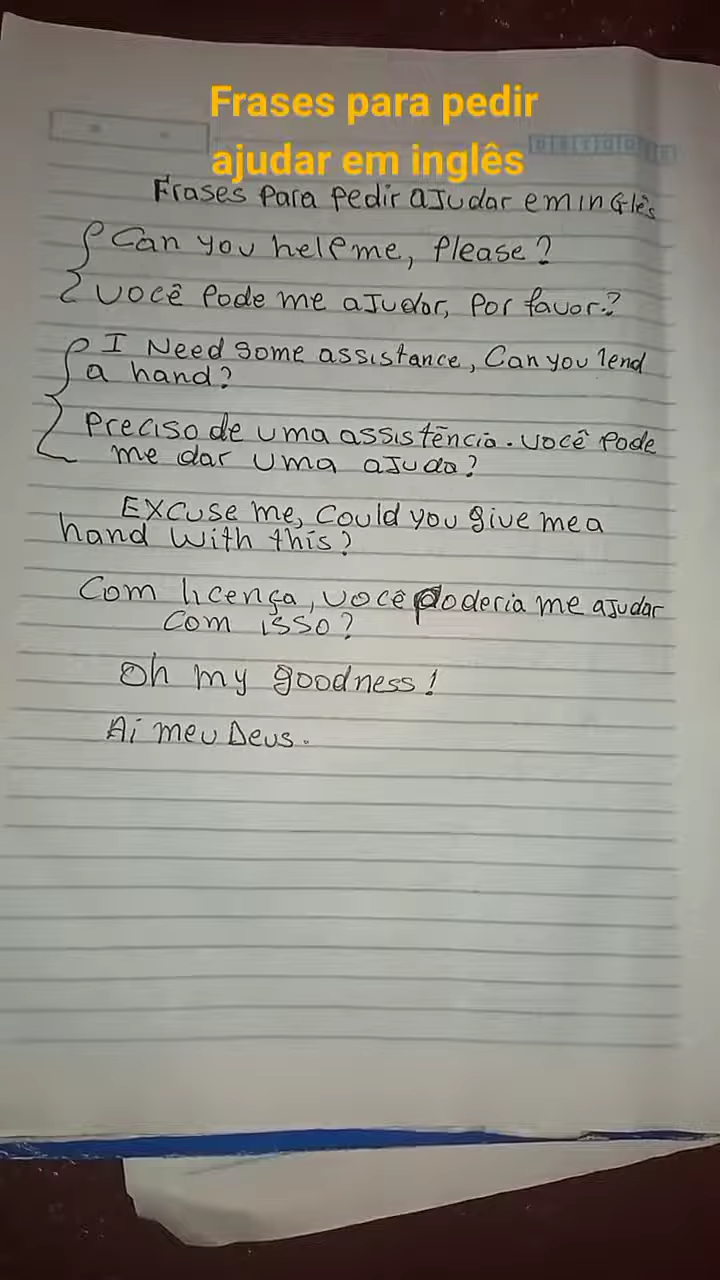 Frases para pedir
ajudar em inglês
Frases para pedir ajudar em inglês
Can you help me, please?
você pode me ajudar, por favor?
I Need some assistance, Can you lend
a hand?
Preciso de uma assistência. você pode
me dar uma ajuda?
Excuse me, Could you give me a
hand with this?
Com licença, você poderia me ajudar
com isso?
Oh my goodness!
Ai meu Deus.